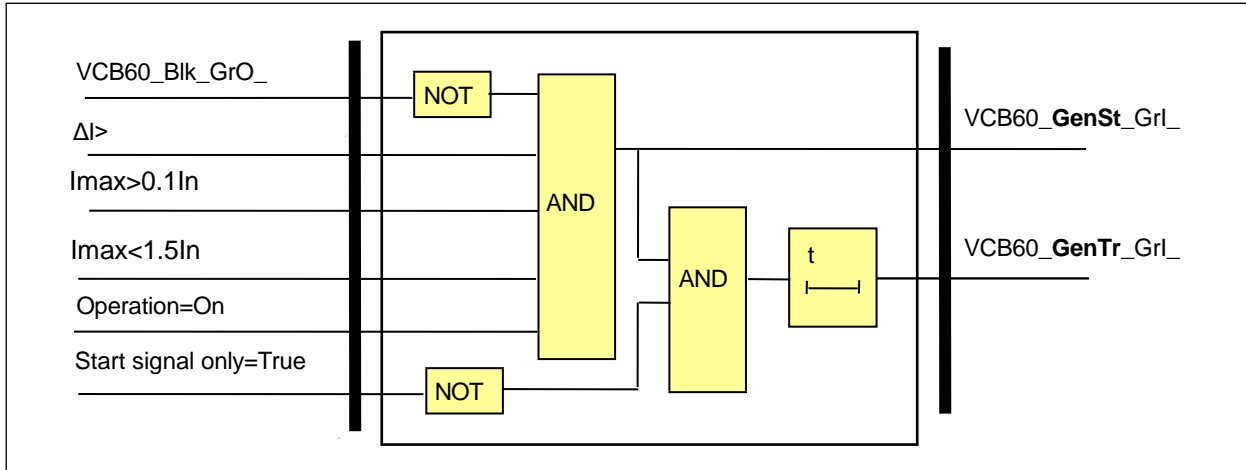 VCB60_Blk_GrO_
NOT
ΔI>
Imax>0.1In
AND
Imax<1.5In
Operation=On
Start signal only=True
NOT
AND
t
VCB60_GenSt_GrI_
VCB60_GenTr_GrI_